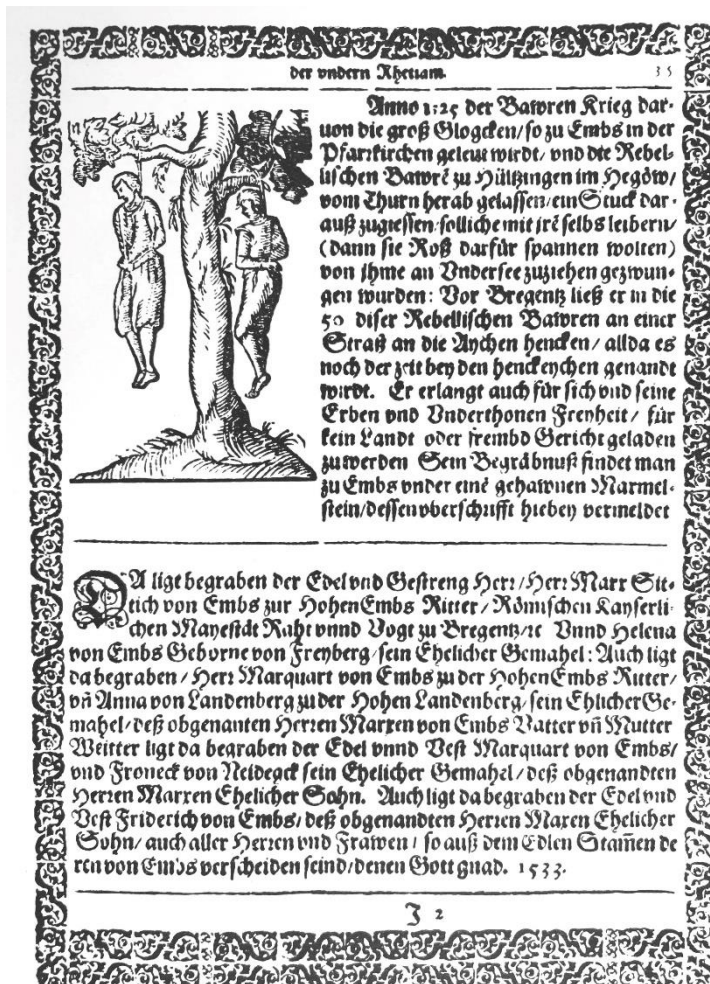 der vndern Rhetiam.
35
Anno 1525 der Bawren Krieg dar-
uon die groß Glogcken/so zu Embs in der
Pfarrkirchen geleut wirdt/ vnd die Rebel-
lischen Bawrē zu Hültzingen im Hegöw/
vom Thurn herab gelassen/ein Stuck dar-
auß zugiessen/solliche mit jrē selbs leibern/
(dann sie Roß darfür spannen wolten)
von jhme an Vndersee zuziehen gezwun-
gen wurden: Vor Bregentz ließ er in die
50 diser Rebellischen Bawren an einer
Straß an die Aychen hencken/ allda es
noch der zeit bey den henckeychen genandt
wirdt. Er erlangt auch für sich vnd seine
Erben vnd Vnderthonen Freyheit/ für
kein Landt oder frembd Gericht geladen
zu werden Sein Begräbnuß findet man
zu Embs vnder einē gehawnen Marmel-
stein/dessen vberschrifft hiebey vermeldet
DA ligt begraben der Edel vnd Gestreng Herr/Herr Marx Sit-
tich von Embs zur HohenEmbs Ritter/Römischen Kayserli-
chen Mayestät Raht vnnd Vogt zu Bregentz/rc Vnnd Helena
von Embs Geborne von Freyberg/sein Ehelicher Gemahel: Auch ligt
da begraben/Herr Marquart von Embs zu der HohenEmbs Ritter/
vn̄ Anna von Landenberg zu der Hohen Landenberg/sein EhlicherGe-
mahel/deß obgenanten Herren Marxen von Embs Vatter vn̄ Mutter
Weitter ligt da begraben der Edel vnnd Vest Marquart von Embs/
vnd Froneck von Neidegck sein Ehelicher Gemahel/deß obgenandten
Herren Marxen Ehelicher Sohn. Auch ligt da begraben der Edel vnd
Vest Friderich von Embs/deß obgenandten Herren Maxen Ehelicher
Sohn/auch aller Herren vnd Frawen/so auß dem Edlen Stam̄en de
ren von Embs verscheiden seind/denen Gott gnad. 1533.
J 2